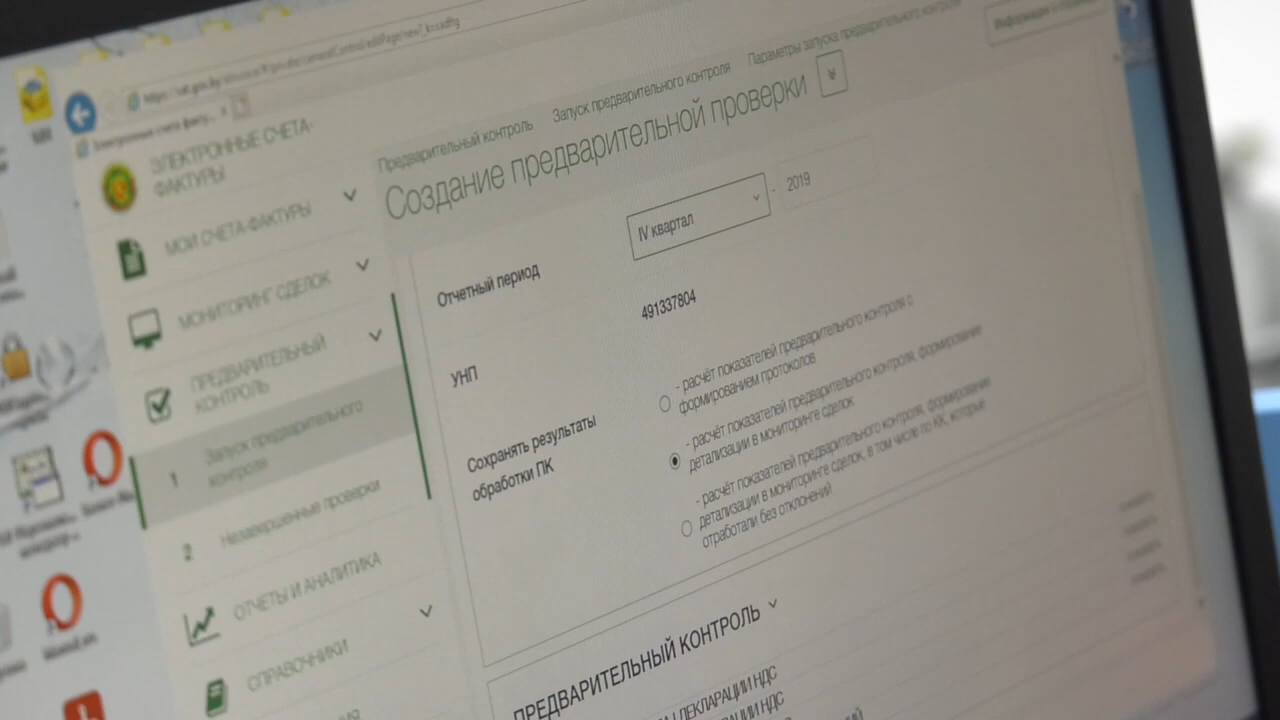 ЭЛЕКТРОННЫЕ СЧЕТА-
ФАКТУРЫ
МОИ СЧЕТА-ФАКТУРЫ
МОНИТОРИНГ СДЕЛОК
ПРЕДВАРИТЕЛЬНЫЙ
КОНТРОЛЬ
1 Запуск предварительного
контроля
2 Незавершенные проверки
ОТЧЕТЫ И АНАЛИТИКА
СПРАВОЧНИКИ
Предварительный контроль Запуск предварительного контроля Параметры запуска предварительного контроля
Создание предварительной проверки
Отчетный период
IV квартал - 2019
УНП
491337804
Сохранять результаты
обработки ПК
- расчёт показателей предварительного контроля с
формированием протоколов
- расчёт показателей предварительного контроля, формирование
детализации в мониторинге сделок
- расчёт показателей предварительного контроля, формирование
детализации в мониторинге сделок, в том числе по КК, которые
отработали без отклонений
ПРЕДВАРИТЕЛЬНЫЙ КОНТРОЛЬ
ДЕКЛАРАЦИИ НДС
НДС